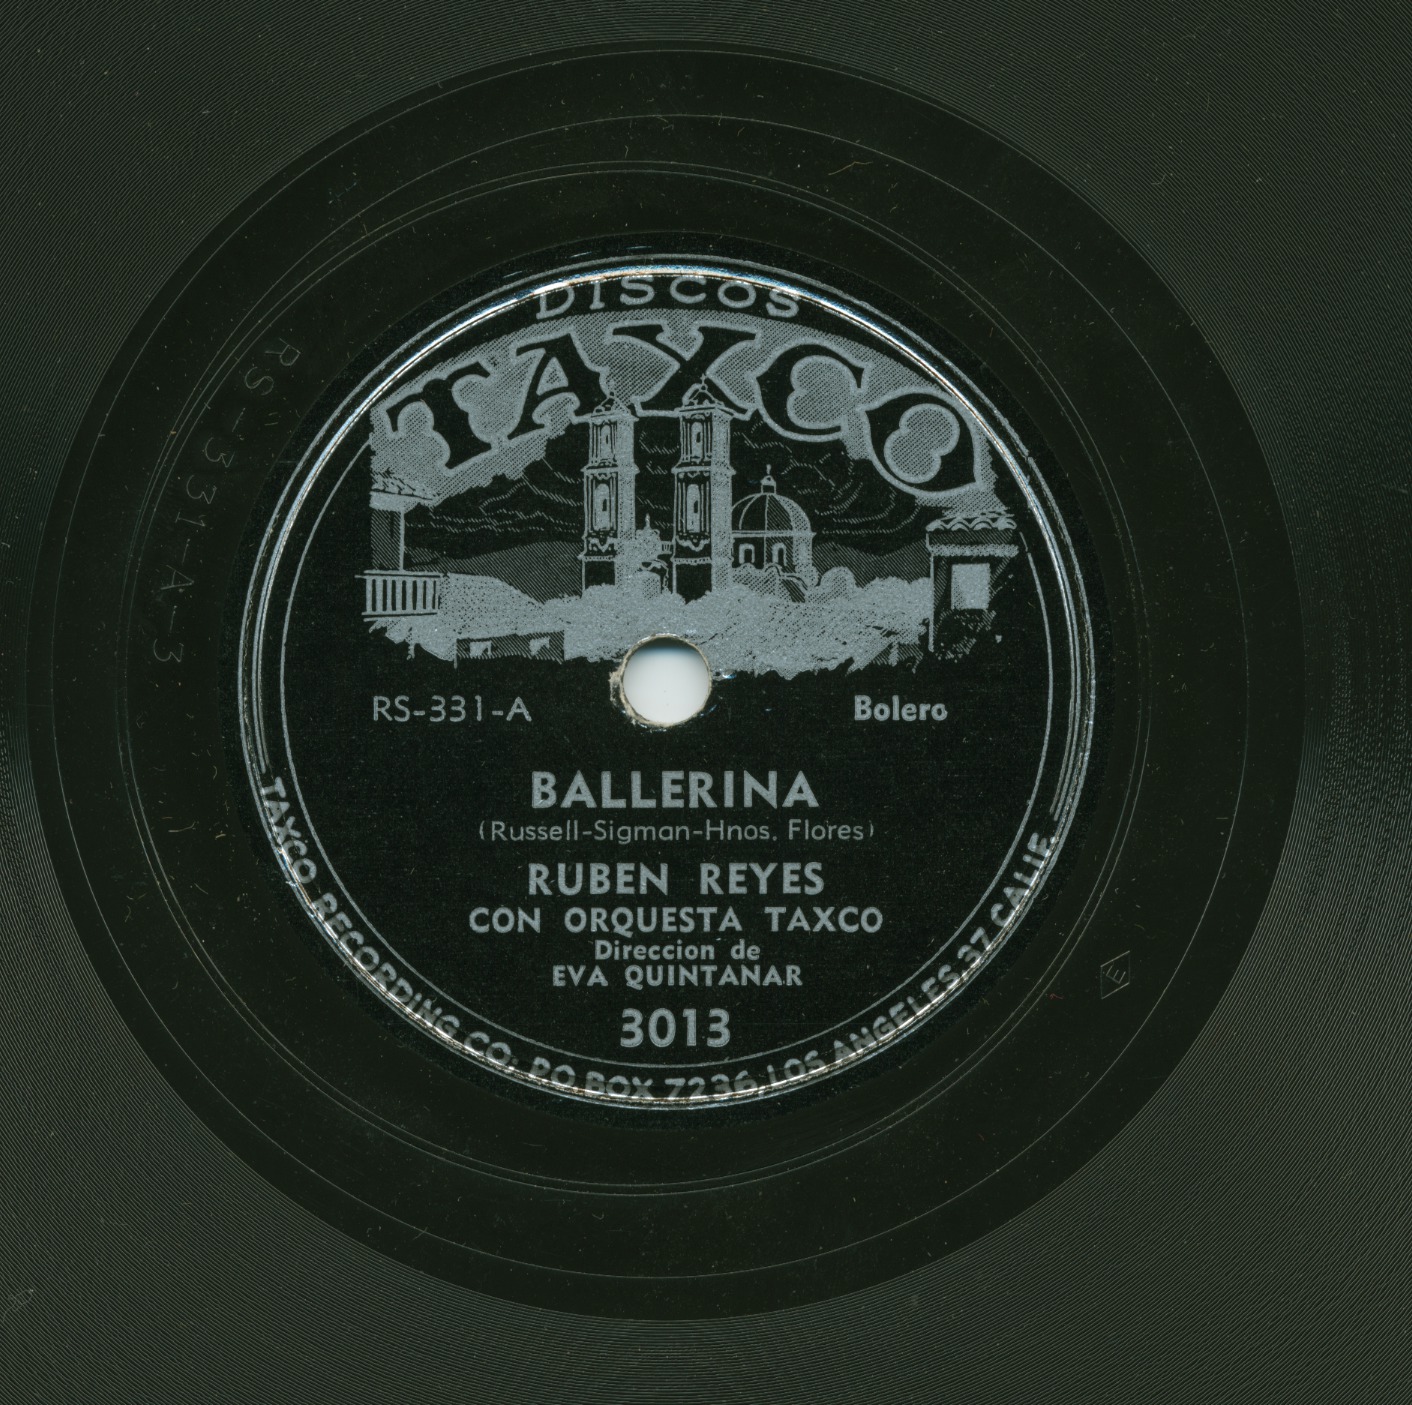 DISCOS
TAXCO
RS-331-A
Bolero
BALLERINA
(Russell-Sigman-Hnos. Flores)
RUBEN REYES
CON ORQUESTA TAXCO
Direccion de
EVA QUINTANAR
3013
TAXCO RECORDING CO. P.O. BOX 7236, LOS ANGELES 37 CALIF.
RS-331-A-3
E